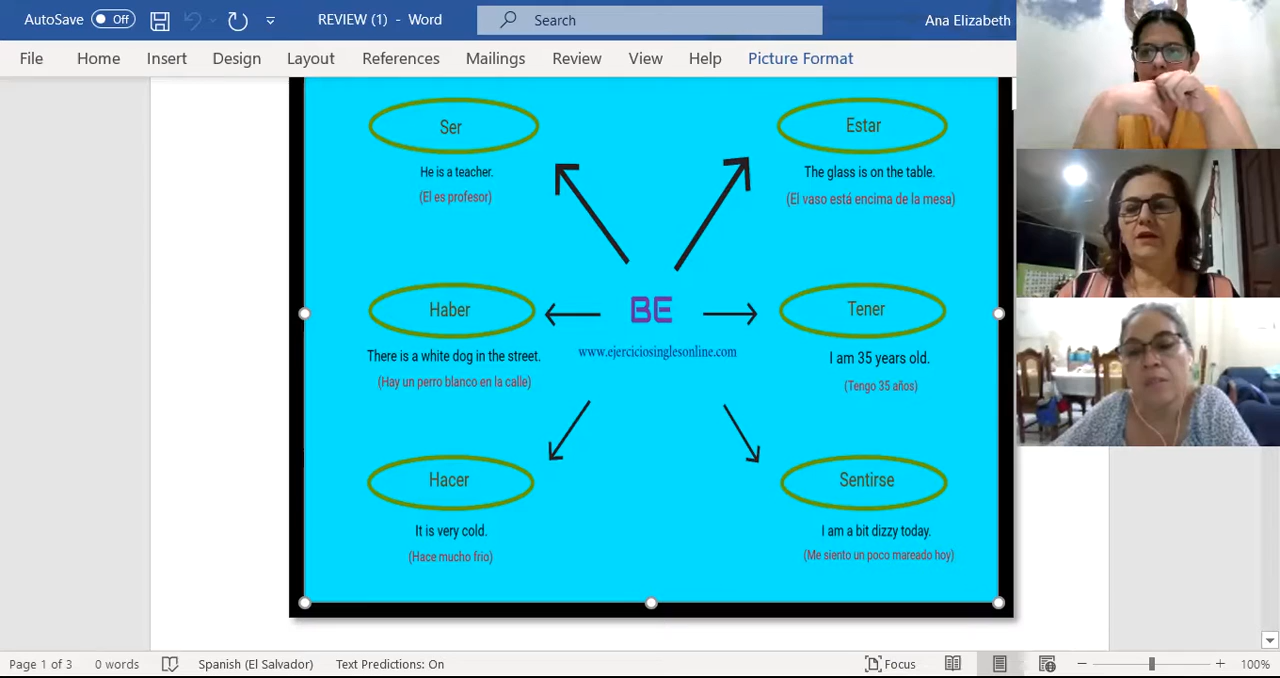 AutoSave Off REVIEW (1) - Word Search Ana Elizabeth
File Home Insert Design Layout References Mailings Review View Help Picture Format
Ser
He is a teacher.
(El es profesor)
Estar
The glass is on the table.
(El vaso está encima de la mesa)
Haber
There is a white dog in the street.
(Hay un perro blanco en la calle)
BE
www.ejerciciosinglesonline.com
Tener
I am 35 years old.
(Tengo 35 años)
Hacer
It is very cold.
(Hace mucho frio)
Sentirse
I am a bit dizzy today.
(Me siento un poco mareado hoy)
Page 1 of 3 0 words Spanish (El Salvador) Text Predictions: On Focus 100%